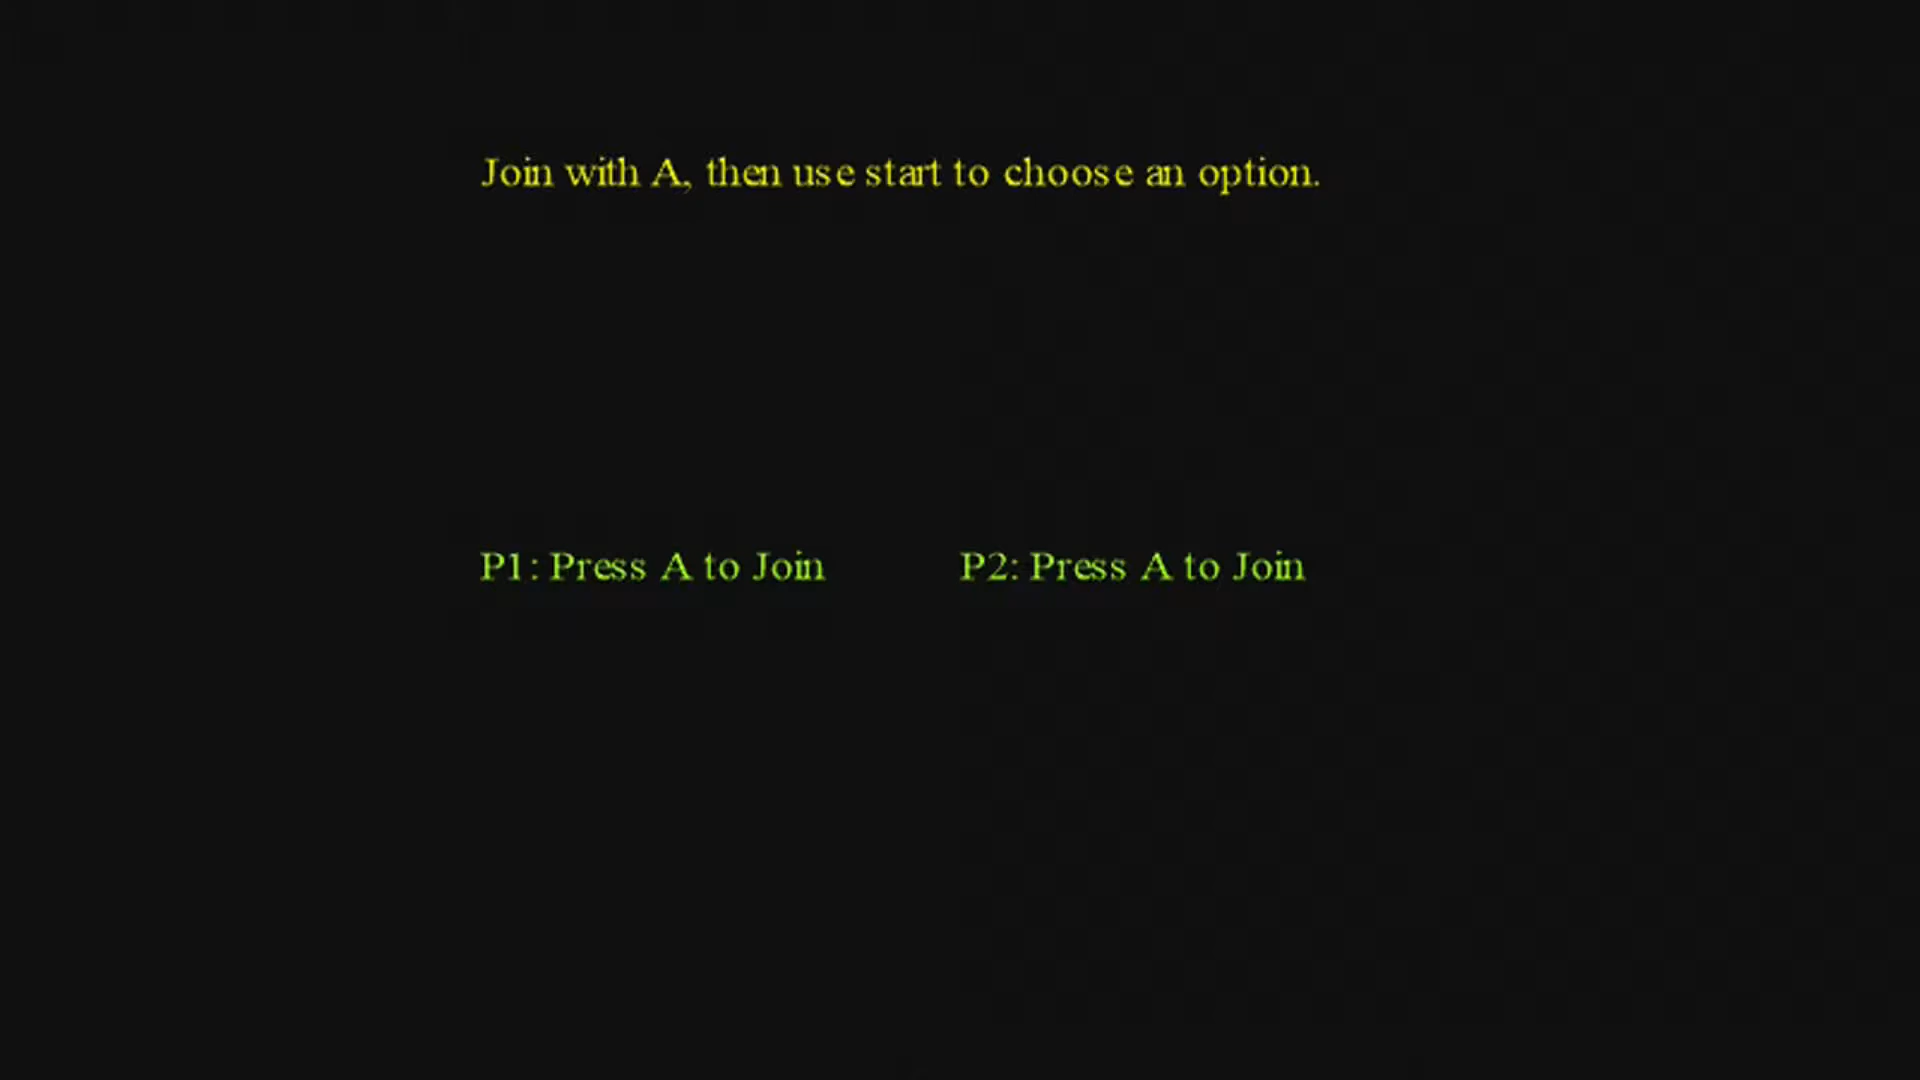 Join with A, then use start to choose an option.
P1: Press A to Join
P2: Press A to Join